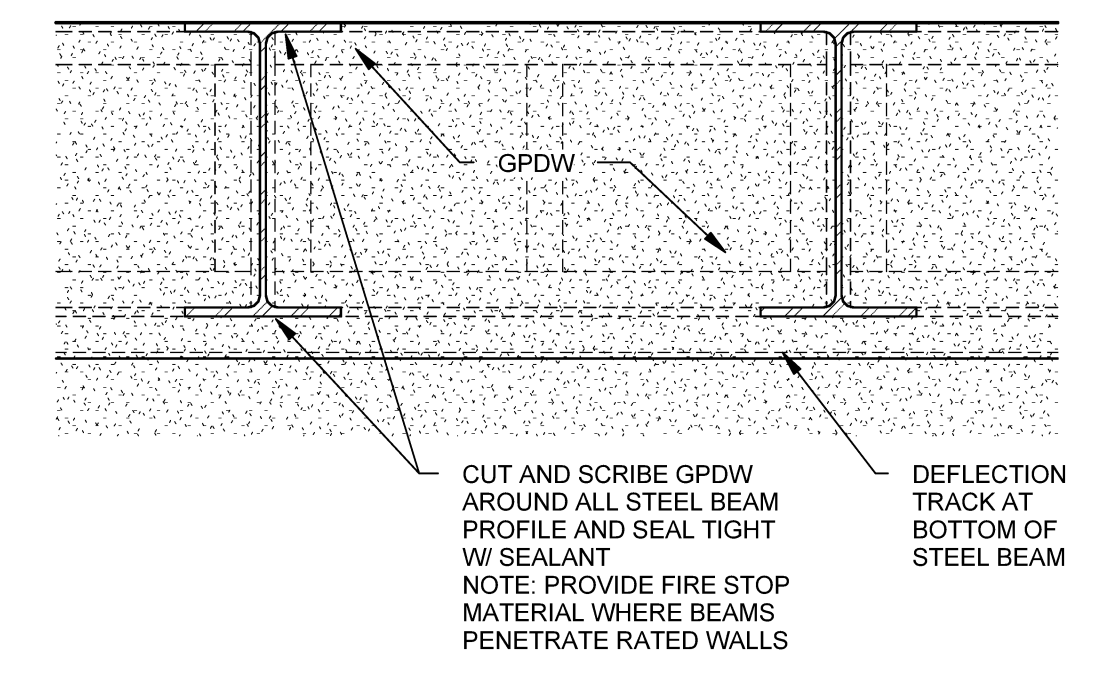 GPDW
CUT AND SCRIBE GPDW
AROUND ALL STEEL BEAM
PROFILE AND SEAL TIGHT
W/ SEALANT
NOTE: PROVIDE FIRE STOP
MATERIAL WHERE BEAMS
PENETRATE RATED WALLS
DEFLECTION
TRACK AT
BOTTOM OF
STEEL BEAM